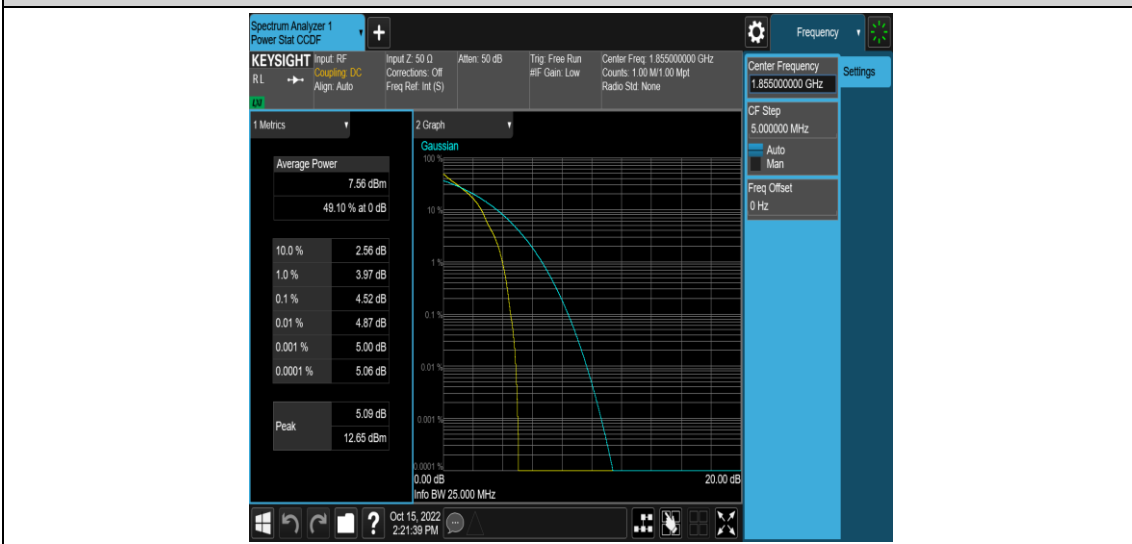 Spectrum Analyzer 1
Power Stat CCDF
+
Frequency
KEYSIGHT
R L
LXI
Input: RF
Coupling: DC
Align: Auto
Input Z: 50 Ω
Corrections: Off
Freq Ref: Int (S)
Atten: 50 dB
Trig: Free Run
#IF Gain: Low
Center Freq: 1.855000000 GHz
Counts: 1.00 M/1.00 Mpt
Radio Std: None
Center Frequency
1.855000000 GHz
Settings
CF Step
5.000000 MHz
Auto
Man
Freq Offset
0 Hz
1 Metrics
Average Power
7.56 dBm
49.10 % at 0 dB
10.0 % 2.56 dB
1.0 % 3.97 dB
0.1 % 4.52 dB
0.01 % 4.87 dB
0.001 % 5.00 dB
0.0001 % 5.06 dB
Peak
5.09 dB
12.65 dBm
2 Graph
Gaussian
100 %
10 %
1 %
0.1 %
0.01 %
0.001 %
0.0001 %
0.00 dB 20.00 dB
Info BW 25.000 MHz
?
Oct 15, 2022
2:21:39 PM